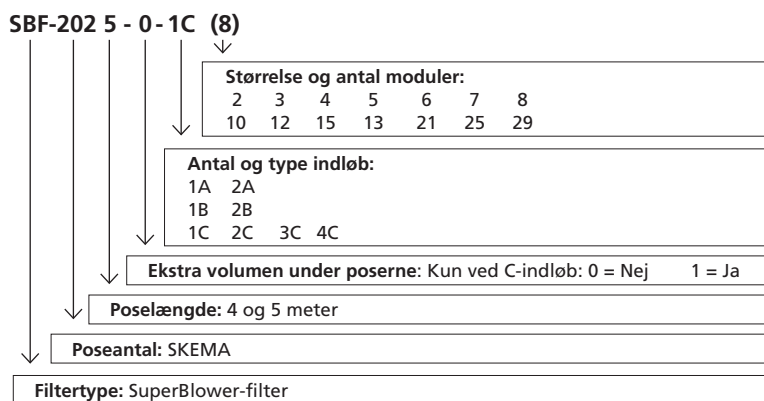 SBF-202 5 - 0 - 1C (8)
Størrelse og antal moduler:
2 3 4 5 6 7 8
10 12 15 13 21 25 29
Antal og type indløb:
1A 2A
1B 2B
1C 2C 3C 4C
Ekstra volumen under poserne: Kun ved C-indløb: 0 = Nej 1 = Ja
Poselængde: 4 og 5 meter
Poseantal: SKEMA
Filtertype: SuperBlower-filter